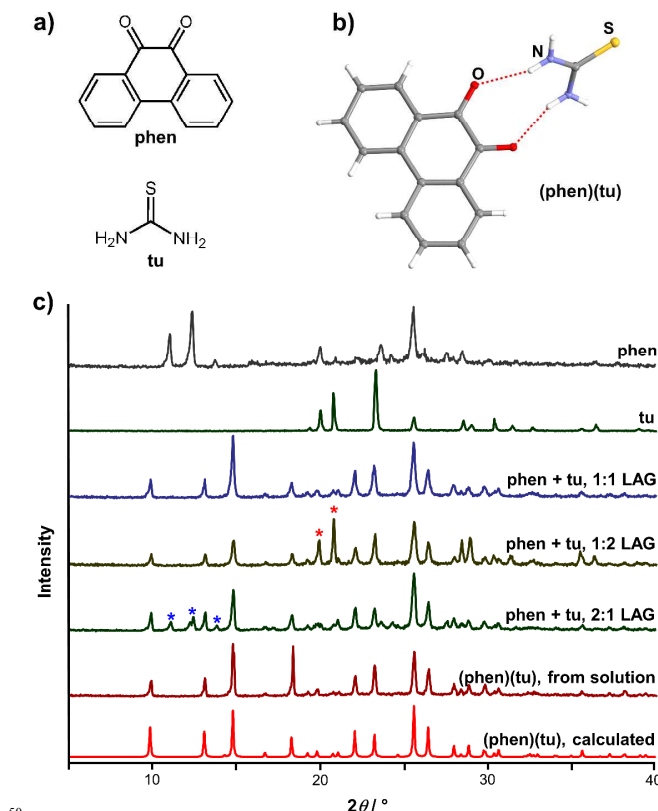 a)
O O
phen
S
H₂N NH₂
tu
b)
S
N
O
(phen)(tu)
c)
phen
tu
phen + tu, 1:1 LAG
* *
phen + tu, 1:2 LAG
* * *
phen + tu, 2:1 LAG
(phen)(tu), from solution
(phen)(tu), calculated
Intensity
10 20 30 40
2θ / °
50